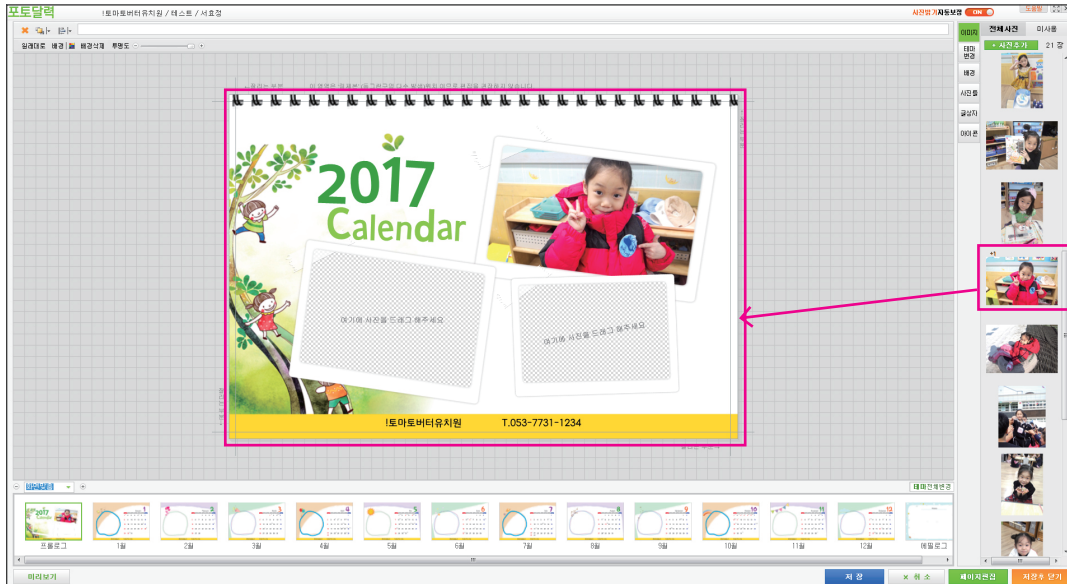 포토달력
!토마토버터유치원 / 테스트 / 서효정
사진밝기자동보정
ON
도움말
원래대로 배경 배경삭제 투명도
이미지
테마
변경
배경
사진틀
글상자
아이콘
전체사진 미사용
+ 사진추가 21 장
+1
2017
Calendar
여기에 사진을 드래그 해주세요
여기에 사진을 드래그 해주세요
!토마토버터유치원 T.053-7731-1234
테마전체변경
2017
Calendar
프롤로그 1월 2월 3월 4월 5월 6월 7월 8월 9월 10월 11월 12월 에필로그
미리보기
저 장
× 취 소
페이지편집
저장후 닫기